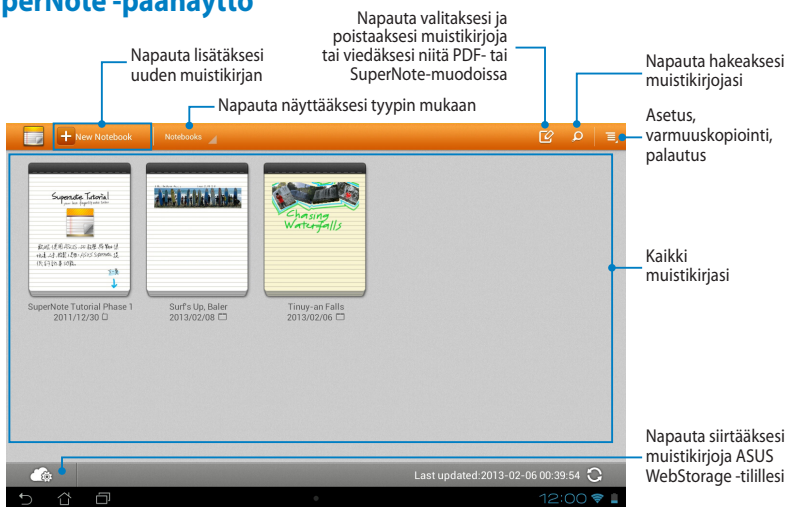 perNote -päänäyttö
Napauta lisätäksesi
uuden muistikirjan
Napauta valitaksesi ja
poistaaksesi muistikirjoja
tai viedäksesi niitä PDF- tai
SuperNote-muodoissa
Napauta hakeaksesi
muistikirjojasi
Napauta näyttääksesi tyypin mukaan
Asetus,
varmuuskopiointi,
palautus
New Notebook
Notebooks
Supernote Tutorial
Chasing
Waterfalls
SuperNote Tutorial Phase 1
2011/12/30
Surf's Up, Baler
2013/02/08
Tinuy-an Falls
2013/02/06
Kaikki
muistikirjasi
Napauta siirtääksesi
muistikirjoja ASUS
WebStorage -tilillesi
Last updated:2013-02-06 00:39:54
12:00